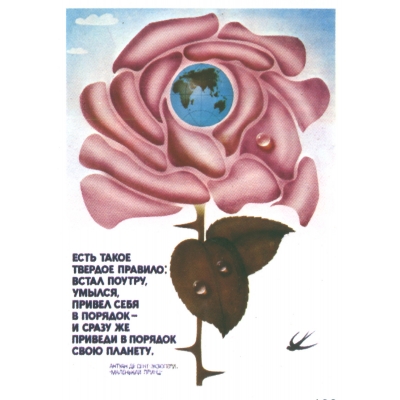 ЕСТЬ ТАКОЕ
ТВЕРДОЕ ПРАВИЛО:
ВСТАЛ ПОУТРУ,
УМЫЛСЯ,
ПРИВЕЛ СЕБЯ
В ПОРЯДОК –
И СРАЗУ ЖЕ
ПРИВЕДИ В ПОРЯДОК
СВОЮ ПЛАНЕТУ.
АНТУАН ДЕ СЕНТ-ЭКЗЮПЕРИ.
«МАЛЕНЬКИЙ ПРИНЦ»